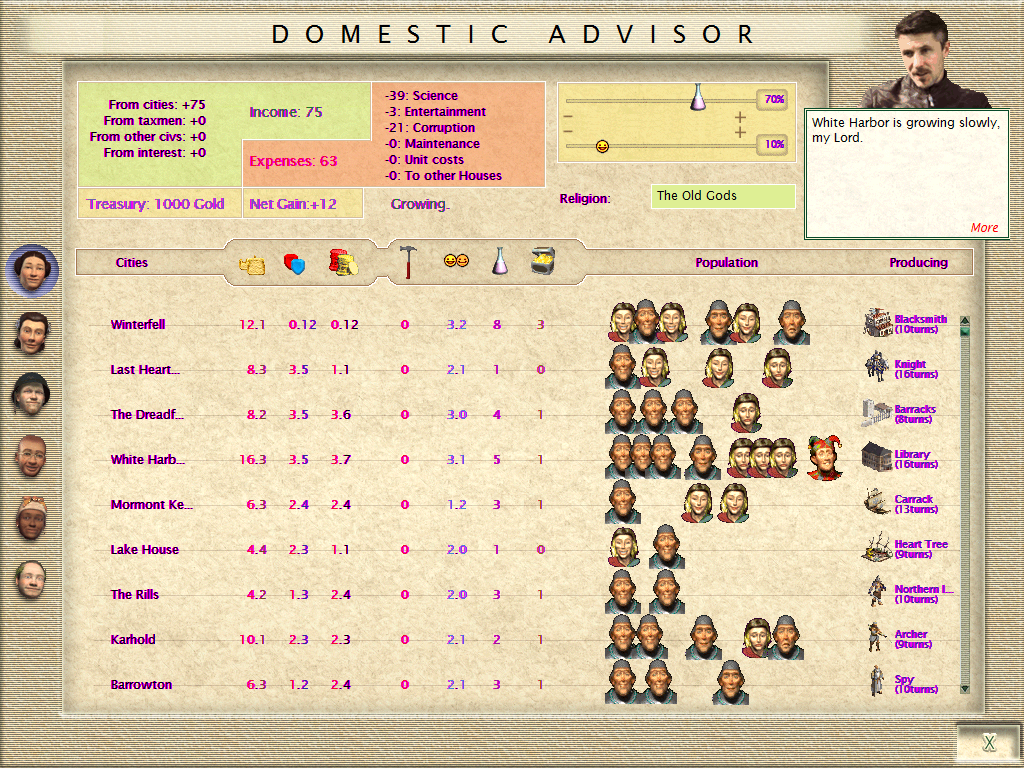 DOMESTIC ADVISOR
From cities: +75
From taxmen: +0
From other civs: +0
From interest: +0
Income: 75
Expenses: 63
-39: Science
-3: Entertainment
-21: Corruption
-0: Maintenance
-0: Unit costs
-0: To other Houses
Treasury: 1000 Gold
Net Gain:+12
Growing.
70%
10%
Religion:
The Old Gods
White Harbor is growing slowly,
my Lord.
More
Cities
Population
Producing
Winterfell 12.1 0.12 0.12 0 3.2 8 3
Blacksmith
(10turns)
Last Heart... 8.3 3.5 1.1 0 2.1 1 0
Knight
(16turns)
The Dreadf... 8.2 3.5 3.6 0 3.0 4 1
Barracks
(8turns)
White Harb... 16.3 3.5 3.7 0 3.1 5 1
Library
(16turns)
Mormont Ke... 6.3 2.4 2.4 0 1.2 3 1
Carrack
(13turns)
Lake House 4.4 2.3 1.1 0 2.0 1 0
Heart Tree
(9turns)
The Rills 4.2 1.3 2.4 0 2.0 3 1
Northern I...
(10turns)
Karhold 10.1 2.3 2.3 0 2.1 2 1
Archer
(9turns)
Barrowton 6.3 1.2 2.4 0 2.1 3 1
Spy
(10turns)
X